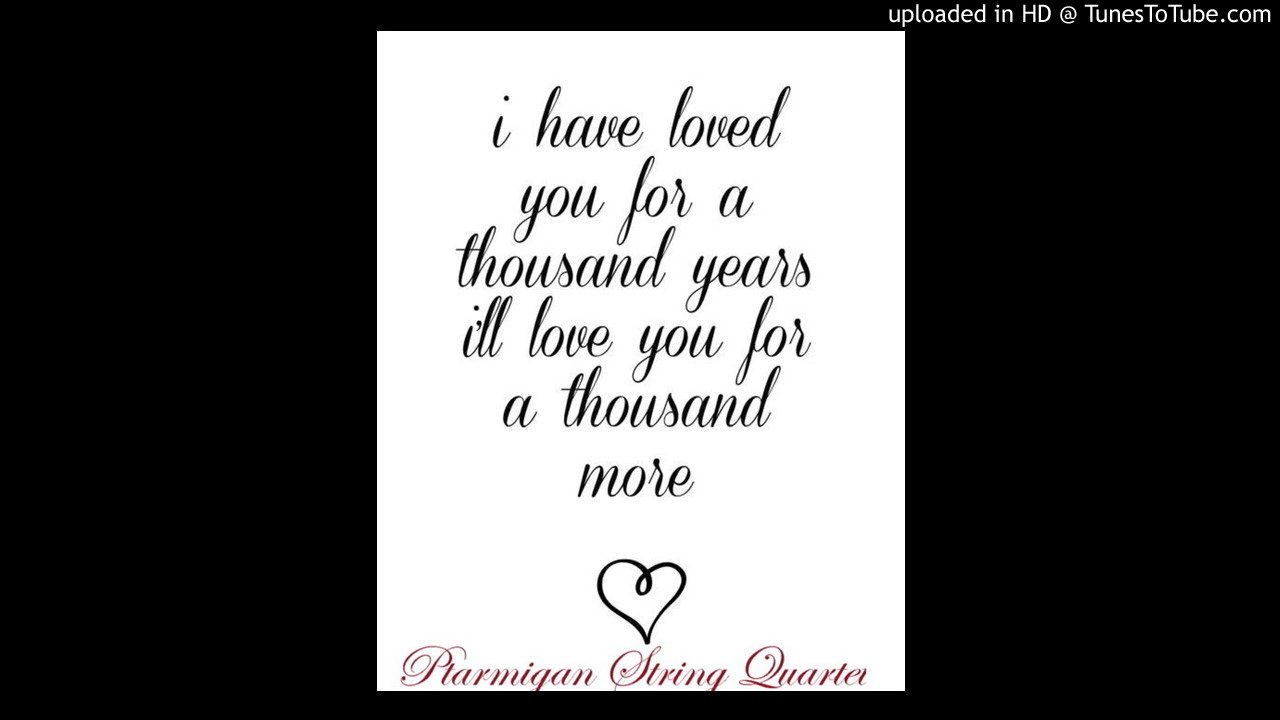 uploaded in HD @ TunesToTube.com
i have loved
you for a
thousand years
i'll love you for
a thousand
more
Ptarmigan String Quartet